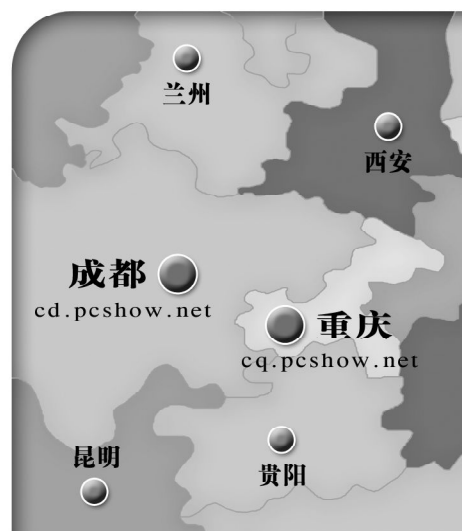 兰州
西安
成都
cd.pcshow.net
重庆
cq.pcshow.net
昆明
贵阳